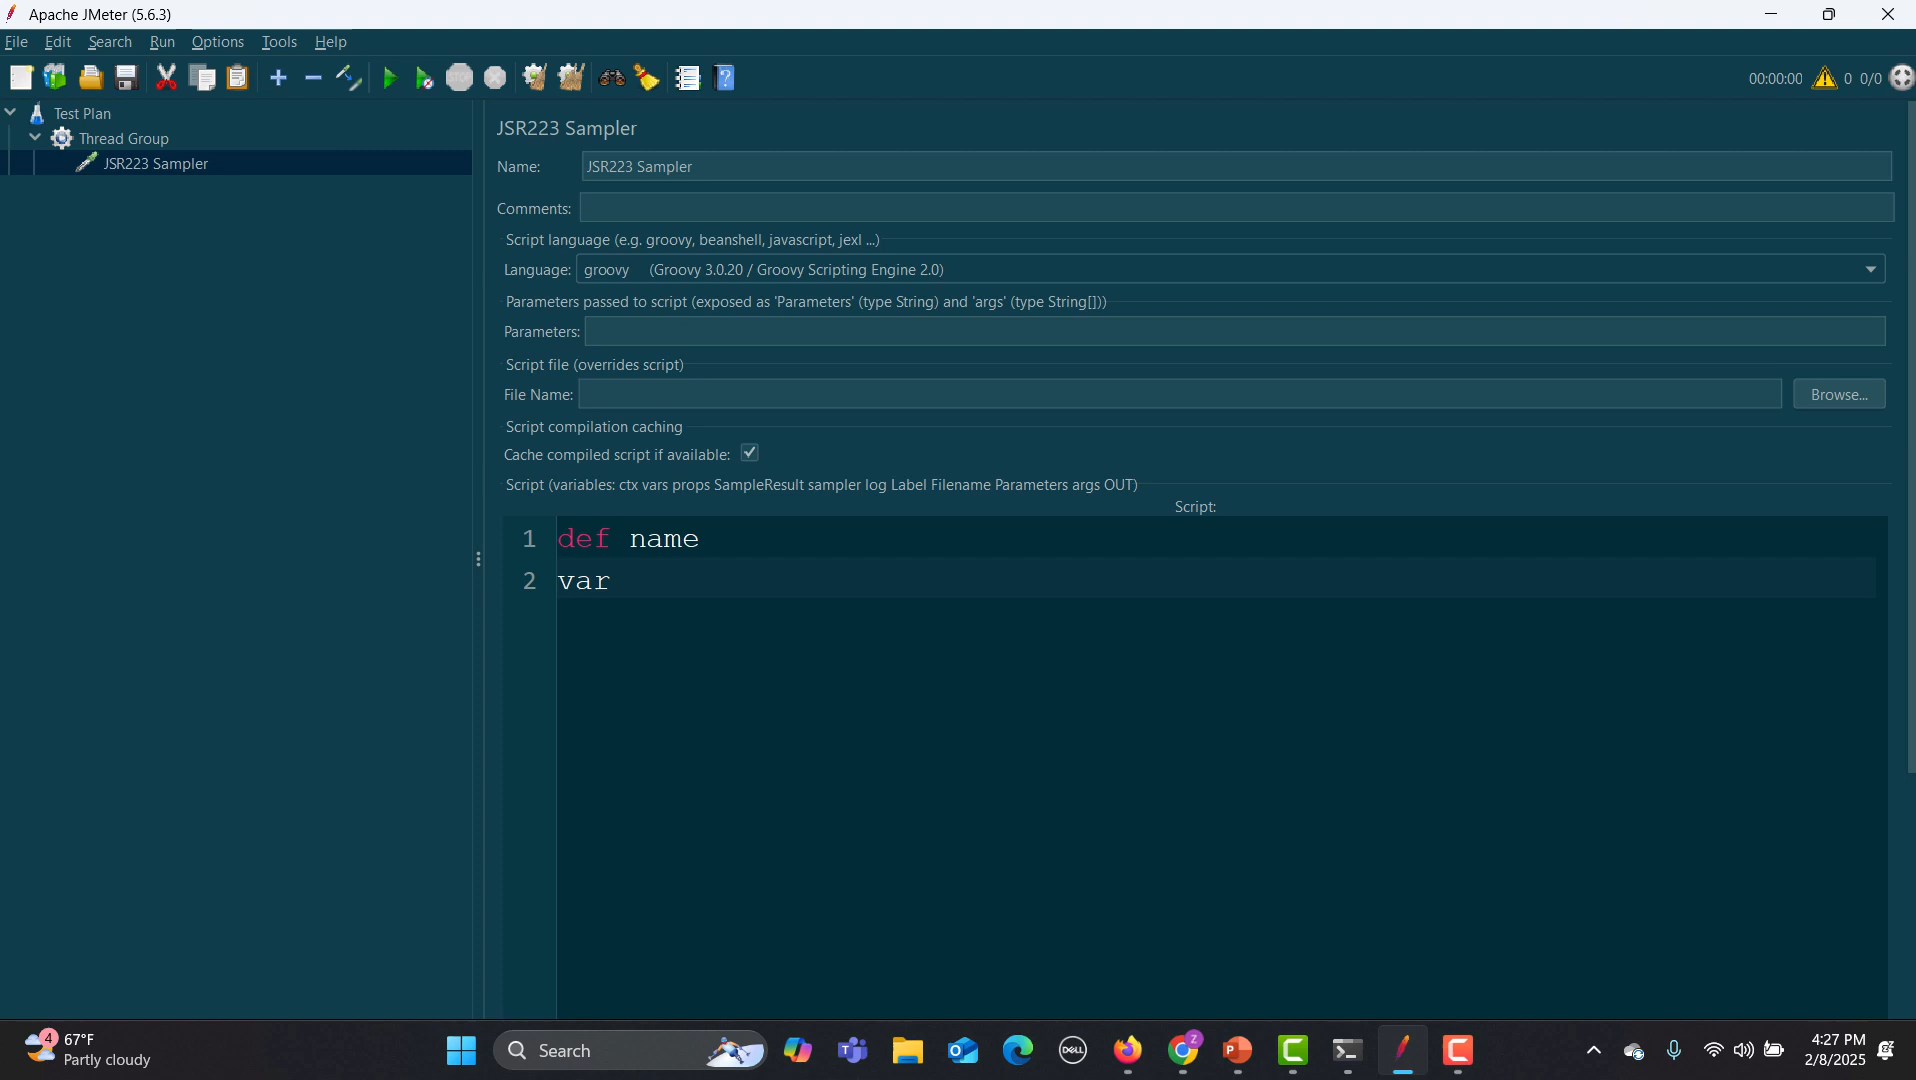 Apache JMeter (5.6.3)
File Edit Search Run Options Tools Help
STOP
00:00:00 0 0/0
Test Plan
Thread Group
JSR223 Sampler
JSR223 Sampler
Name: JSR223 Sampler
Comments:
Script language (e.g. groovy, beanshell, javascript, jexl ...)
Language: groovy (Groovy 3.0.20 / Groovy Scripting Engine 2.0)
Parameters passed to script (exposed as 'Parameters' (type String) and 'args' (type String[]))
Parameters:
Script file (overrides script)
File Name: Browse...
Script compilation caching
Cache compiled script if available:
Script (variables: ctx vars props SampleResult sampler log Label Filename Parameters args OUT)
Script:
1 def name
2 var
4 67°F
Partly cloudy
Search
DELL
Z
4:27 PM
2/8/2025